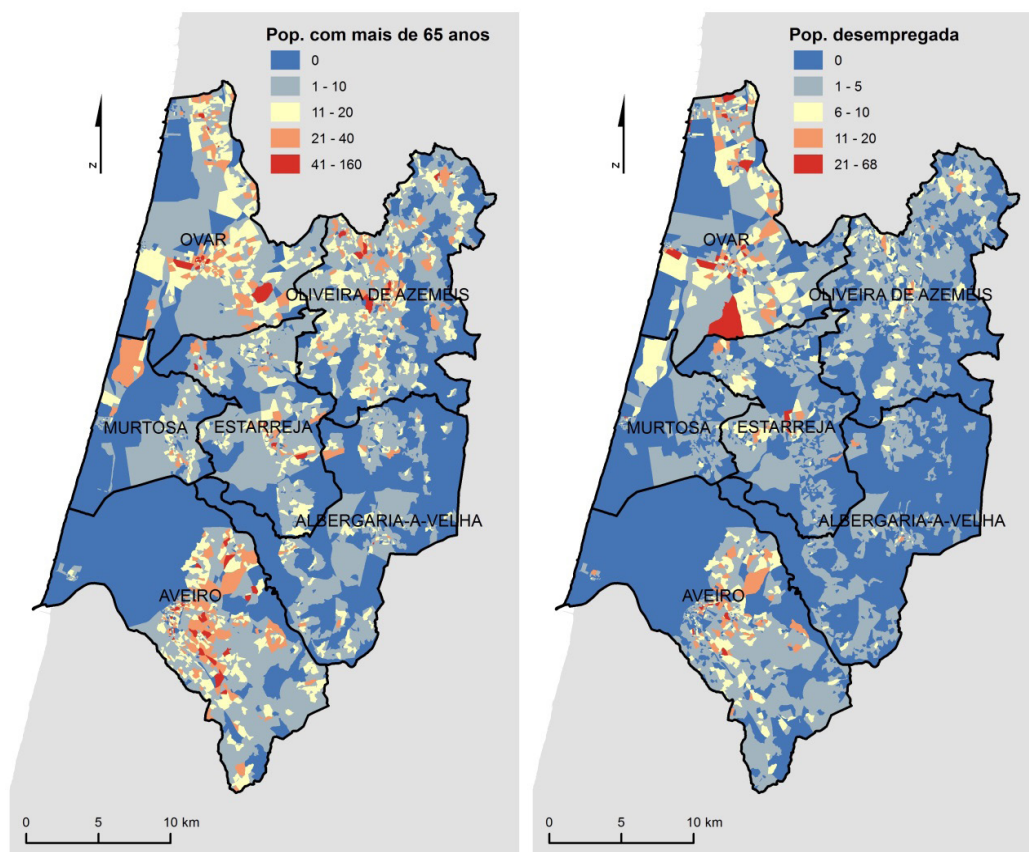 Pop. com mais de 65 anos
0
1 - 10
11 - 20
21 - 40
41 - 160
z
OVAR
OLIVEIRA DE AZEMEIS
MURTOSA
ESTARREJA
ALBERGARIA-A-VELHA
AVEIRO
0 5 10 km
Pop. desempregada
0
1 - 5
6 - 10
11 - 20
21 - 68
z
OVAR
OLIVEIRA DE AZEMEIS
MURTOSA
ESTARREJA
ALBERGARIA-A-VELHA
AVEIRO
0 5 10 km